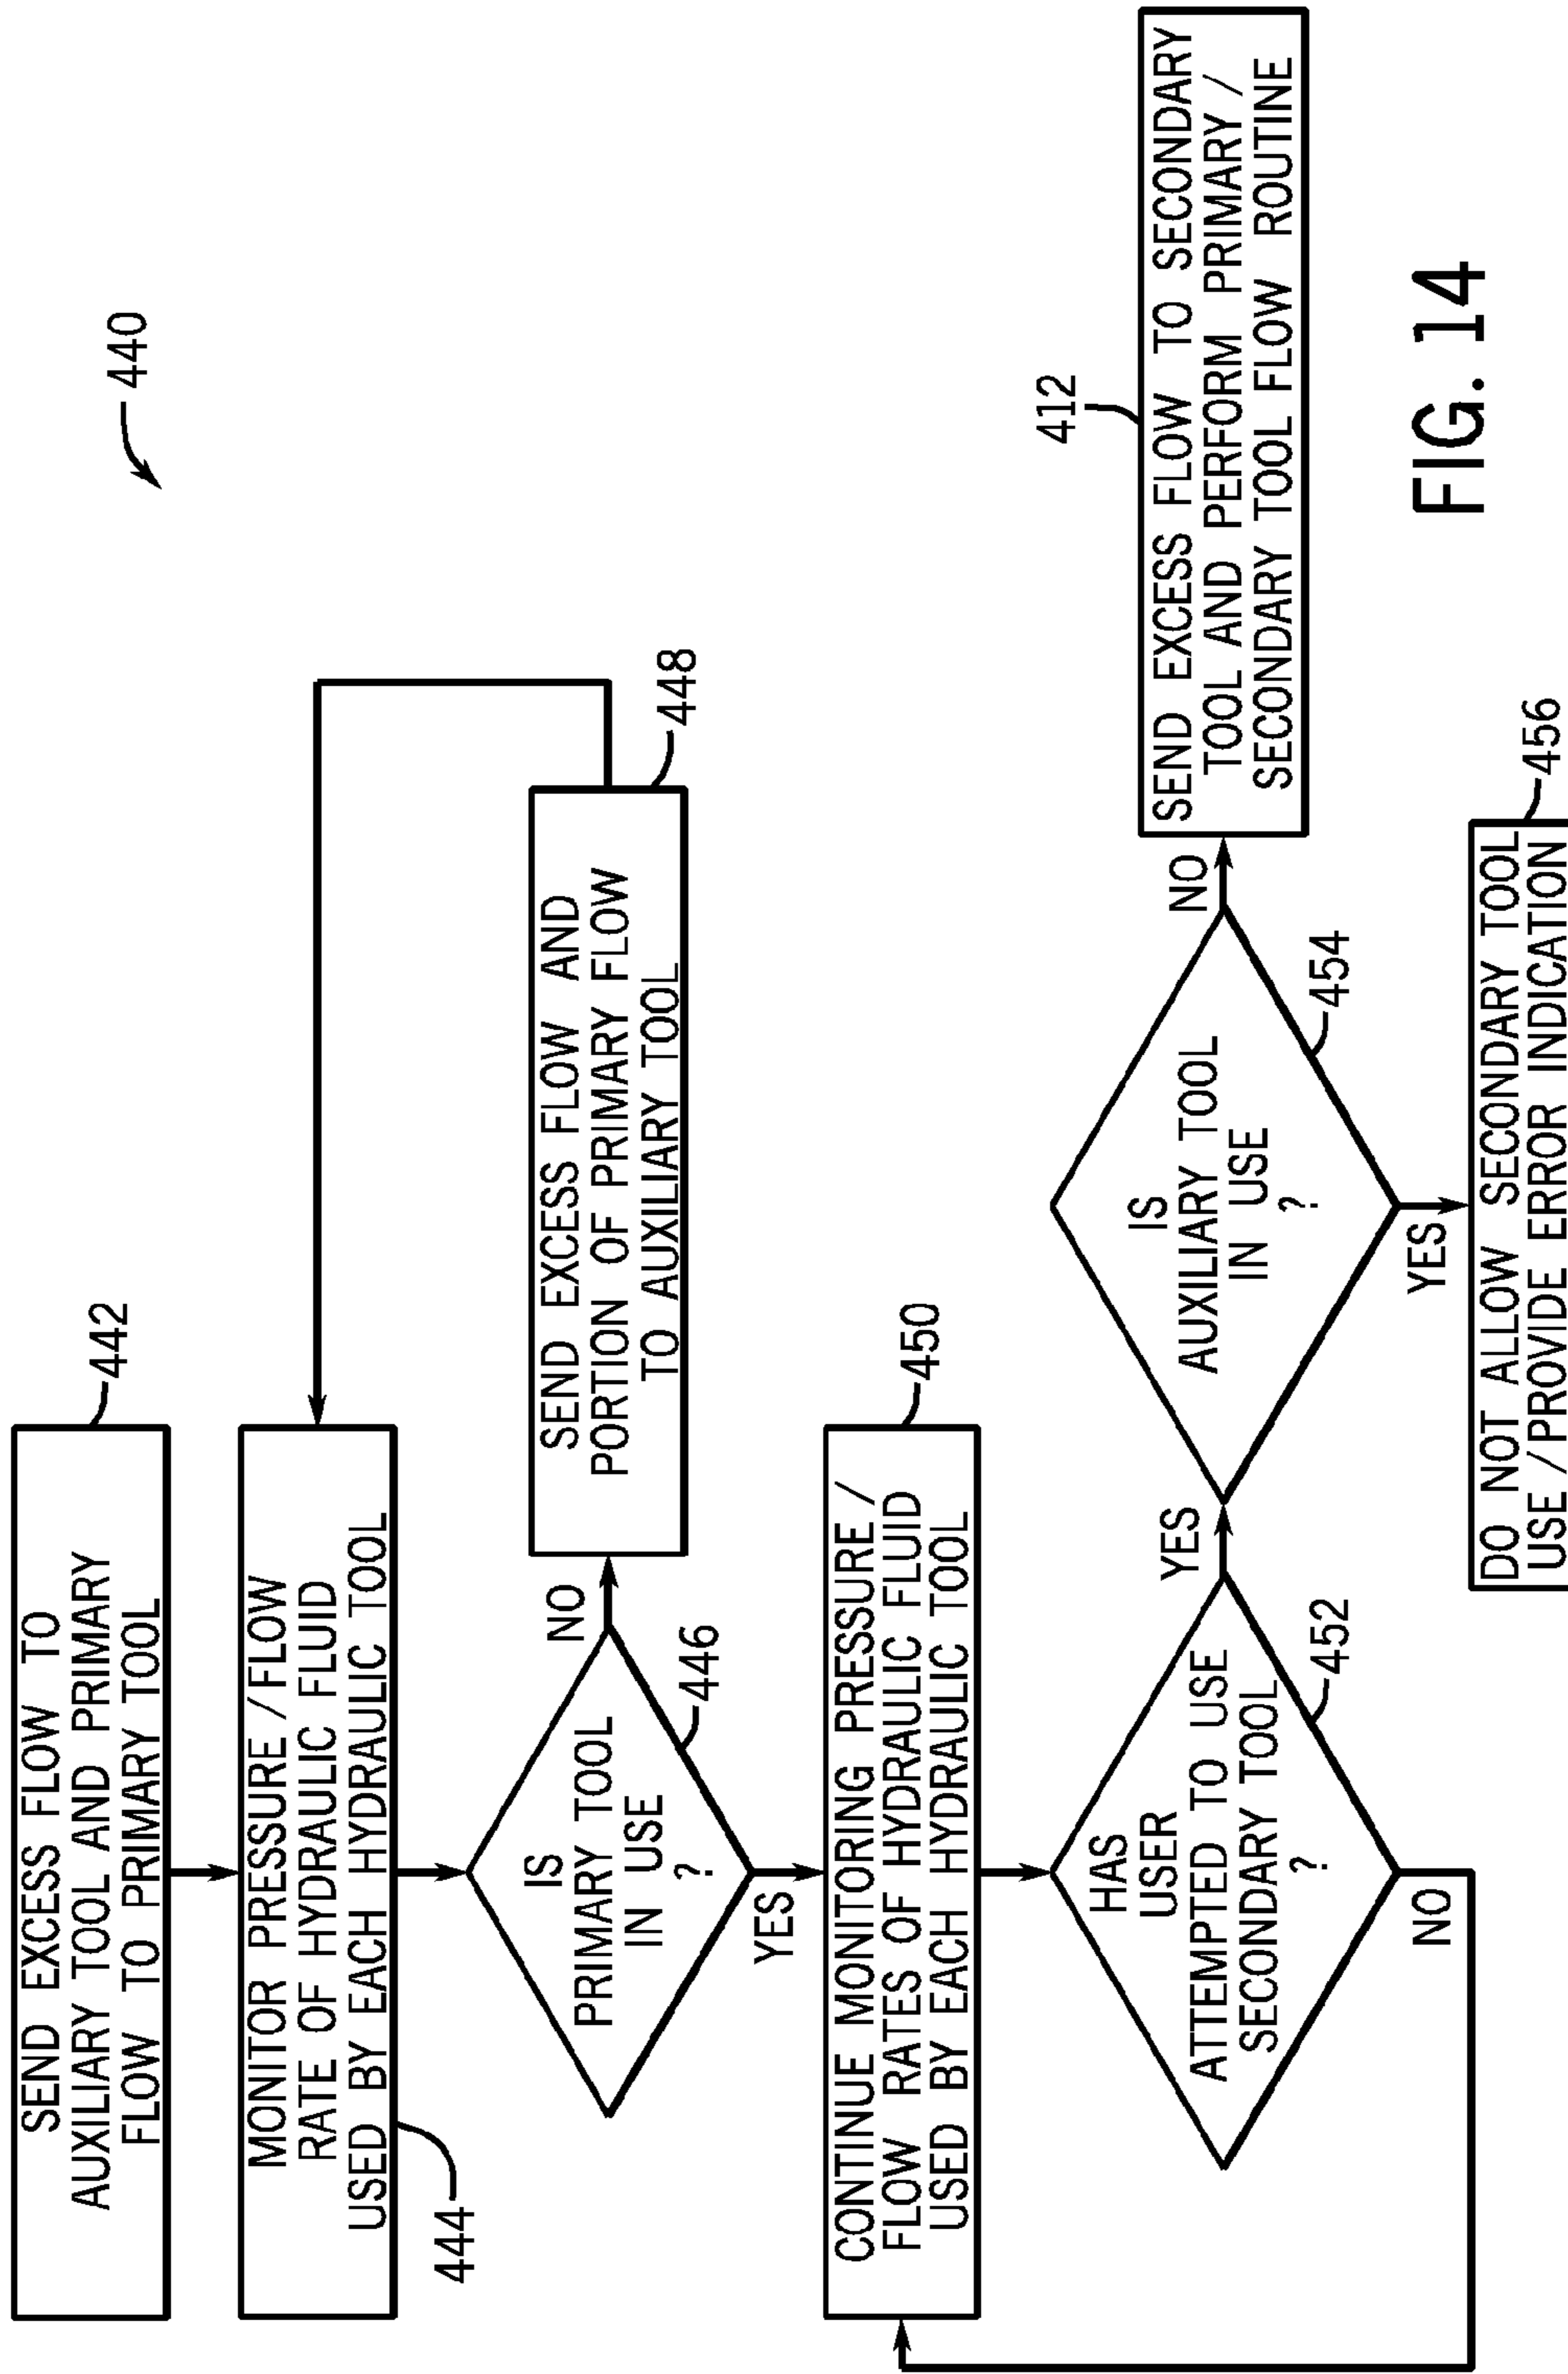 440
SEND EXCESS FLOW TO
AUXILIARY TOOL AND PRIMARY
FLOW TO PRIMARY TOOL
442
MONITOR PRESSURE/FLOW
RATE OF HYDRAULIC FLUID
USED BY EACH HYDRAULIC TOOL
444
IS
PRIMARY TOOL
IN USE
?
446
NO
SEND EXCESS FLOW AND
PORTION OF PRIMARY FLOW
TO AUXILIARY TOOL
448
YES
CONTINUE MONITORING PRESSURE/
FLOW RATES OF HYDRAULIC FLUID
USED BY EACH HYDRAULIC TOOL
450
HAS
USER
ATTEMPTED TO USE
SECONDARY TOOL
?
452
NO
YES
IS
AUXILIARY TOOL
IN USE
?
454
NO
SEND EXCESS FLOW TO SECONDARY
TOOL AND PERFORM PRIMARY/
SECONDARY TOOL FLOW ROUTINE
412
YES
DO NOT ALLOW SECONDARY TOOL
USE/PROVIDE ERROR INDICATION
456
FIG. 14